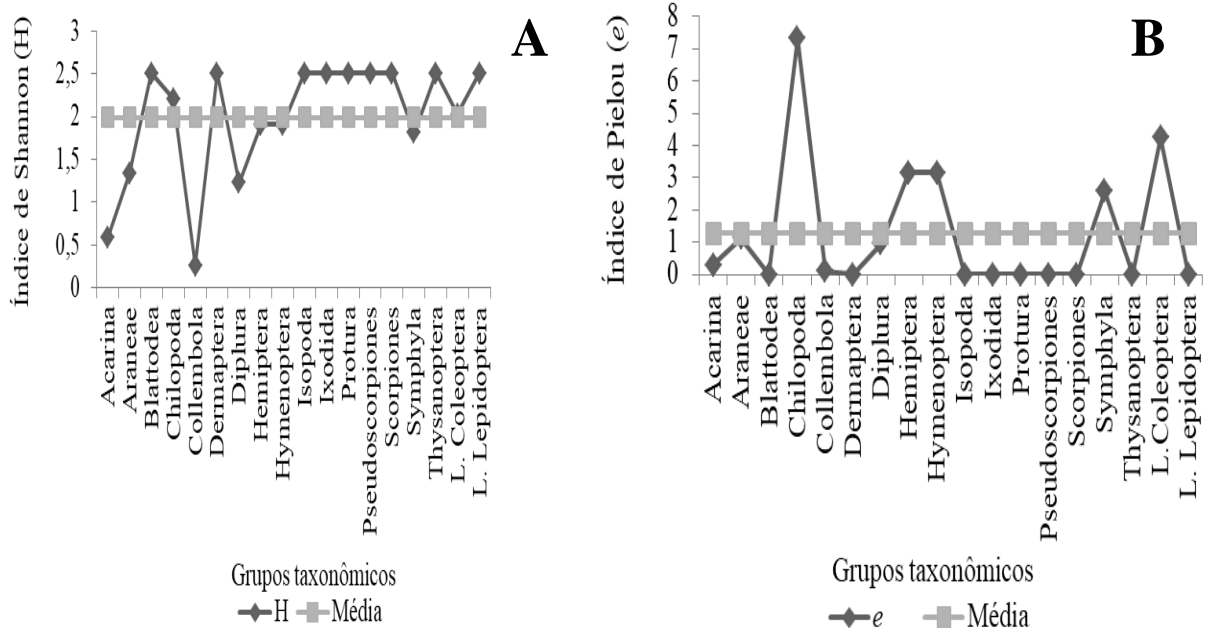 A
Índice de Shannon (H)
3
2,5
2
1,5
1
0,5
0
Acarina
Araneae
Blattodea
Chilopoda
Collembola
Dermaptera
Diplura
Hemiptera
Hymenoptera
Isopoda
Ixodida
Protura
Pseudoscorpiones
Scorpiones
Symphyla
Thysanoptera
L. Coleoptera
L. Lepidoptera
Grupos taxonômicos
H Média
B
Índice de Pielou (e)
8
7
6
5
4
3
2
1
0
Acarina
Araneae
Blattodea
Chilopoda
Collembola
Dermaptera
Diplura
Hemiptera
Hymenoptera
Isopoda
Ixodida
Protura
Pseudoscorpiones
Scorpiones
Symphyla
Thysanoptera
L. Coleoptera
L. Lepidoptera
Grupos taxonômicos
e Média